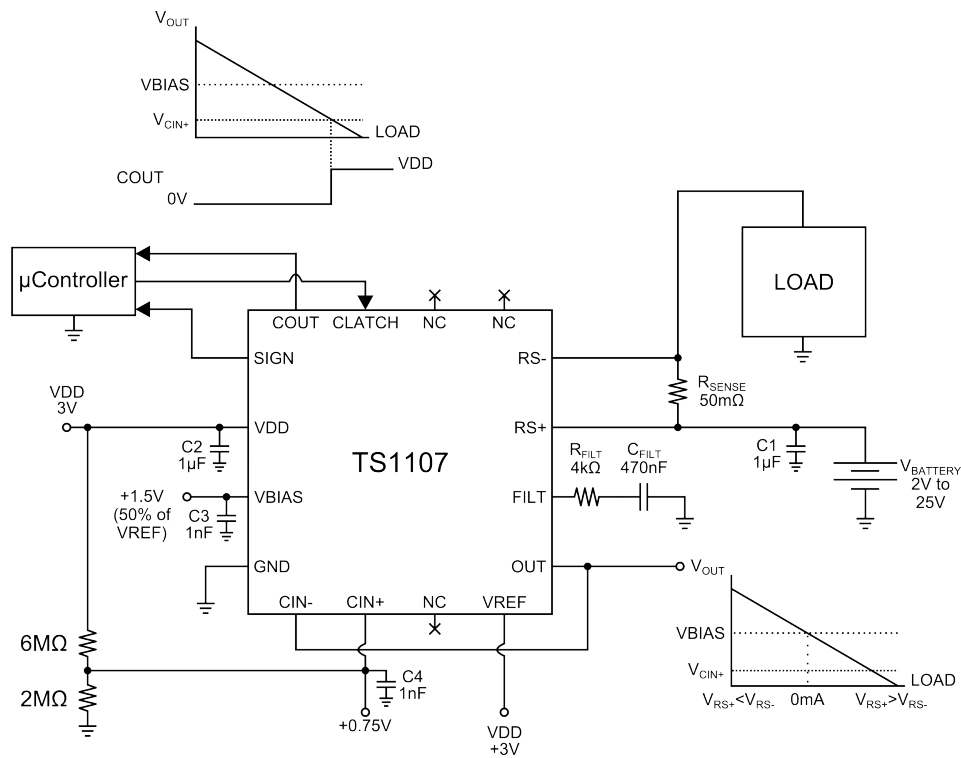 VOUT
VBIAS
VCIN+
LOAD
COUT
VDD
0V
µController
LOAD
COUT
CLATCH
NC
NC
SIGN
RS-
RSENSE
50mΩ
VDD
3V
VDD
RS+
C2
1µF
C1
1µF
TS1107
RFILT
4kΩ
CFILT
470nF
VBATTERY
2V to
25V
+1.5V
(50% of
VREF)
VBIAS
FILT
C3
1nF
GND
OUT
VOUT
CIN-
CIN+
NC
VREF
6MΩ
2MΩ
C4
1nF
+0.75V
VDD
+3V
VBIAS
VCIN+
LOAD
VRS+<VRS-
0mA
VRS+>VRS-